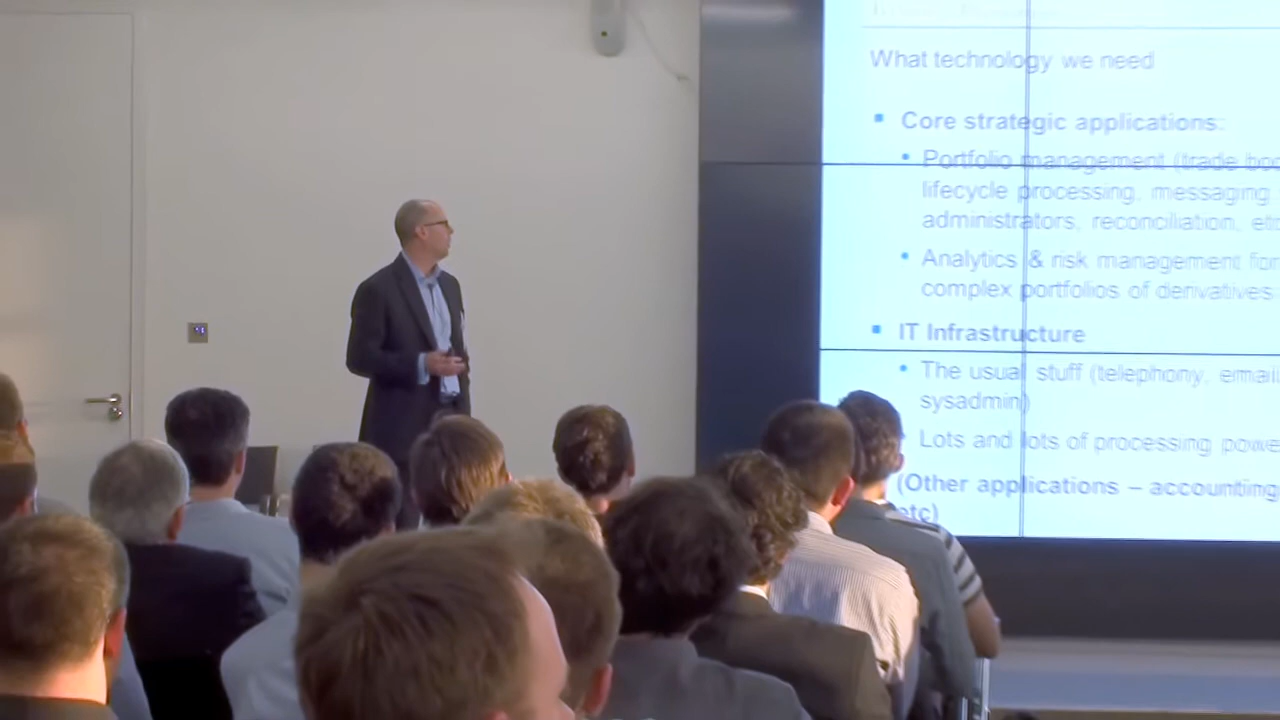 What technology we need
Core strategic applications:
Portfolio management (trade
lifecycle processing, messaging
administrators, reconciliation,
Analytics & risk management for
complex portfolios of derivatives
IT Infrastructure
The usual stuff (telephony,
sysadmin)
Lots and lots of processing
(Other applications – accounting
etc)